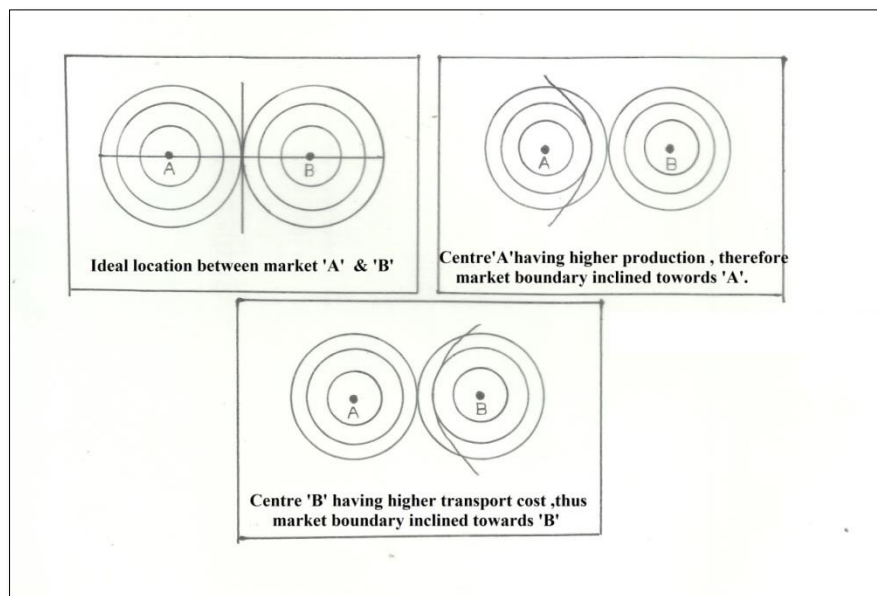 A
B
Ideal location between market 'A' & 'B'
A
B
Centre'A'having higher production , therefore
market boundary inclined towords 'A'.
A
B
Centre 'B' having higher transport cost ,thus
market boundary inclined towards 'B'